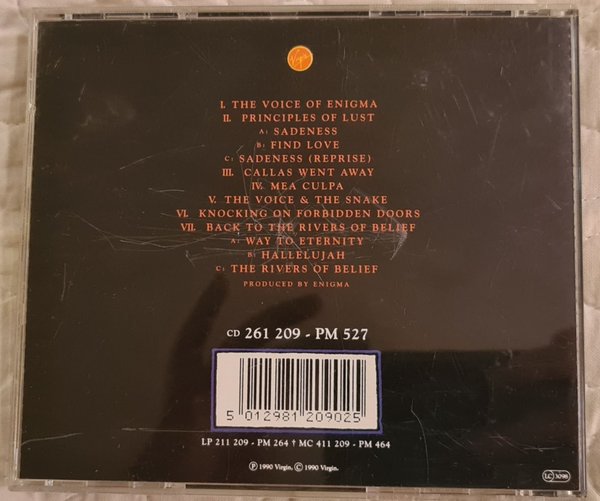 Virgin
I. THE VOICE OF ENIGMA
II. PRINCIPLES OF LUST
A: SADENESS
B: FIND LOVE
C: SADENESS (REPRISE)
III. CALLAS WENT AWAY
IV. MEA CULPA
V. THE VOICE & THE SNAKE
VI. KNOCKING ON FORBIDDEN DOORS
VII. BACK TO THE RIVERS OF BELIEF
A: WAY TO ETERNITY
B: HALLELUJAH
C: THE RIVERS OF BELIEF
PRODUCED BY ENIGMA
CD 261 209 - PM 527
5 012981 209025
LP 211 209 - PM 264 † MC 411 209 - PM 464
℗ 1990 Virgin. © 1990 Virgin.
LC 3098